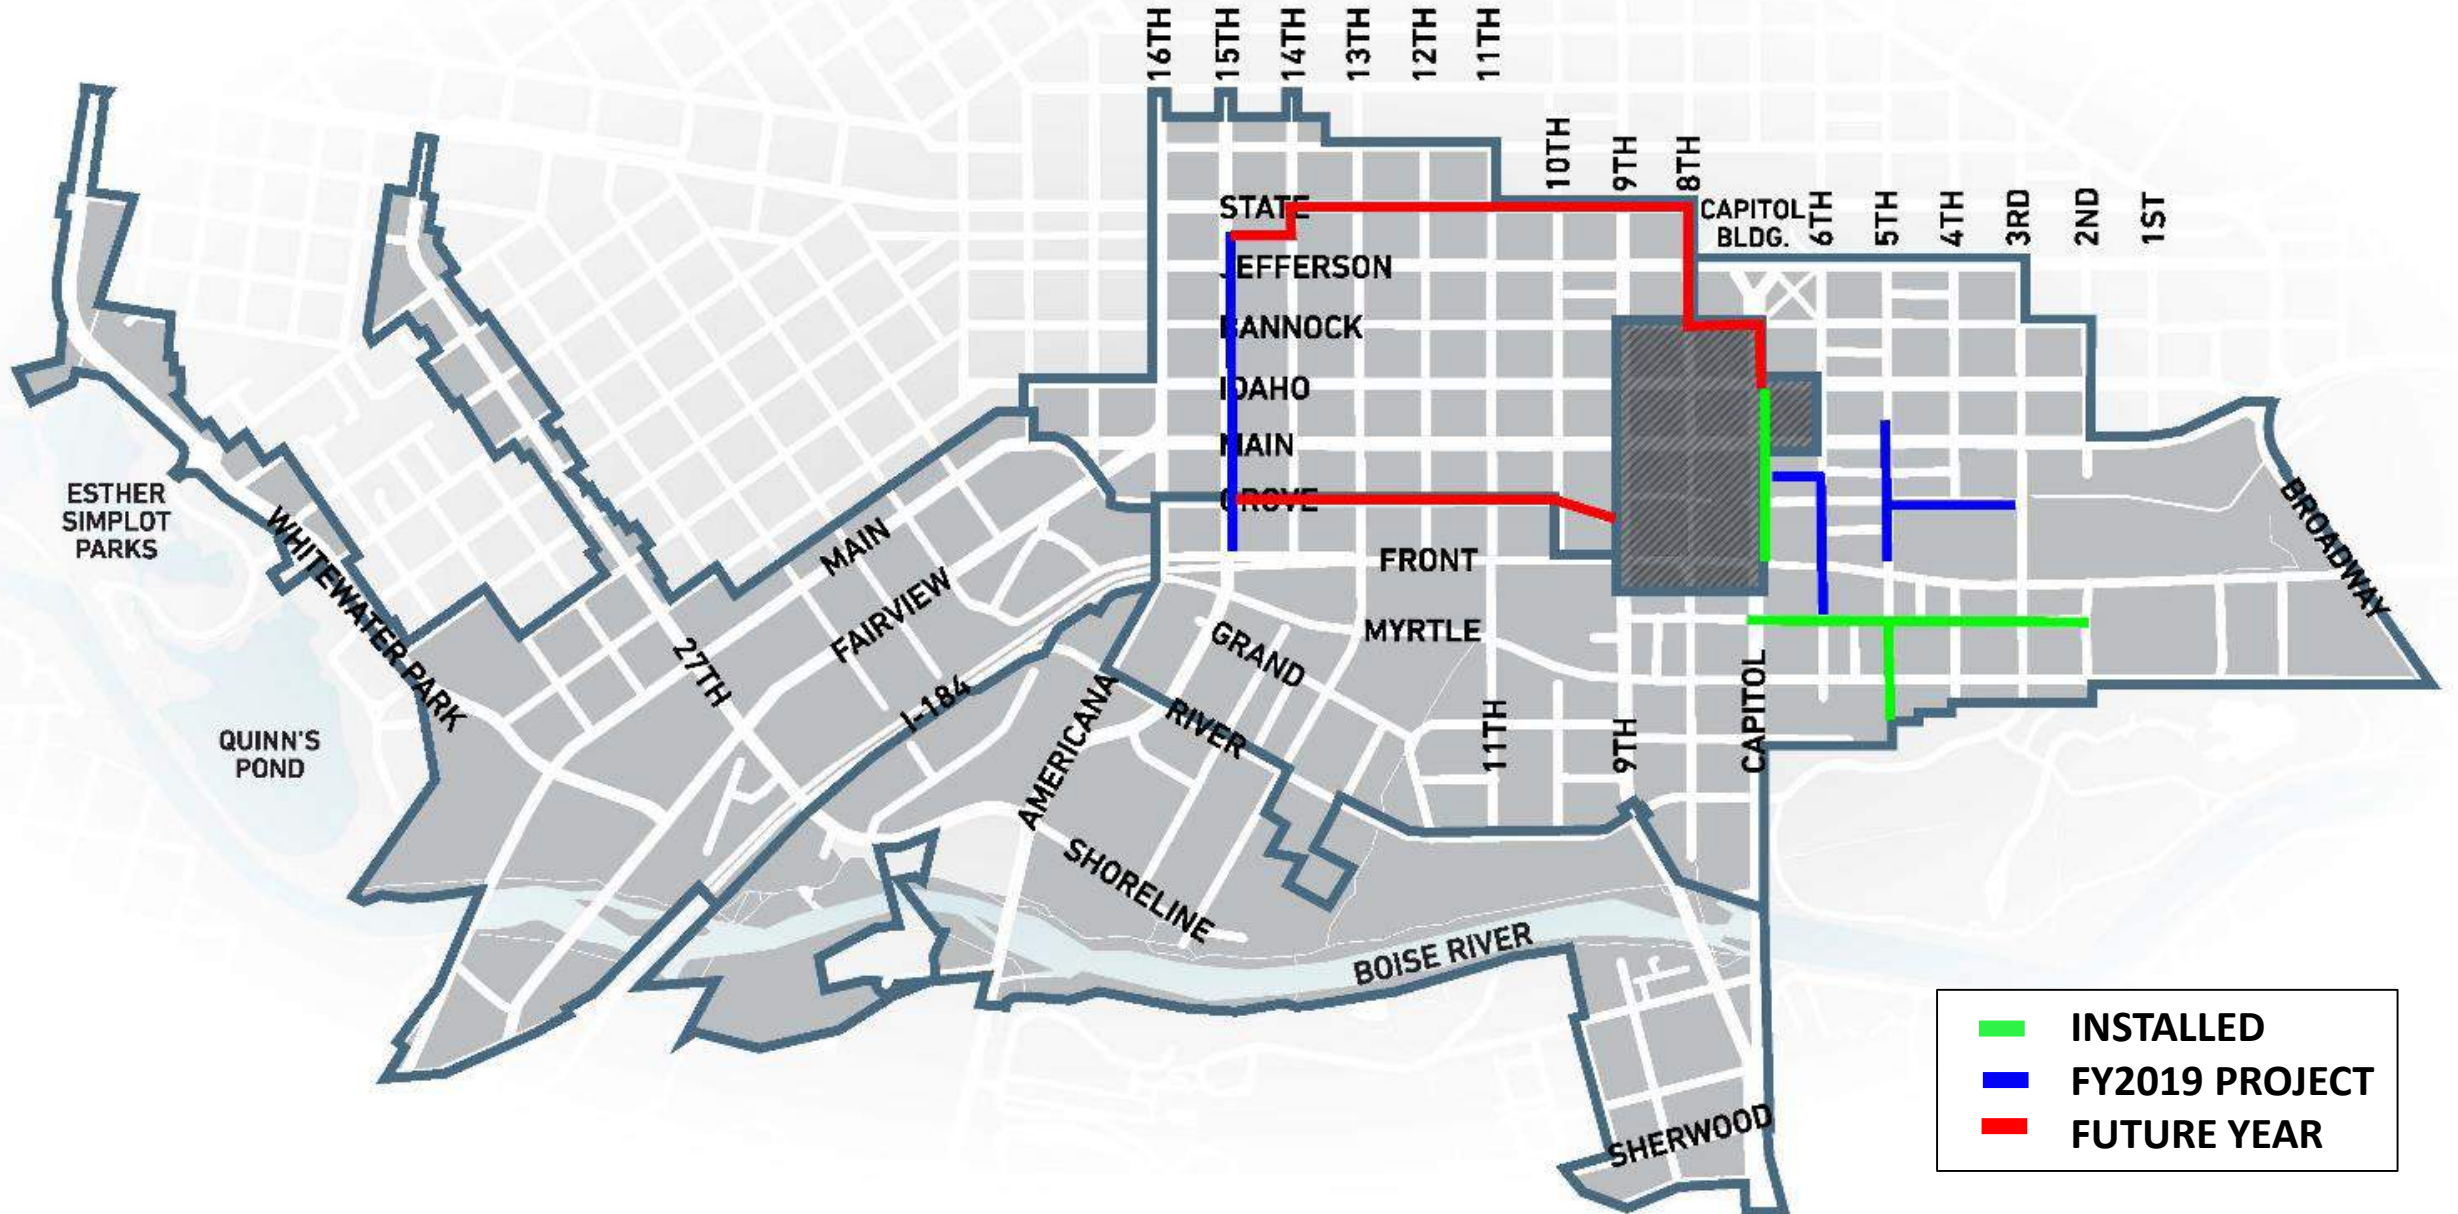 16TH
15TH
14TH
13TH
12TH
11TH
10TH
9TH
8TH
CAPITOL
BLDG.
6TH
5TH
4TH
3RD
2ND
1ST
STATE
JEFFERSON
BANNOCK
IDAHO
MAIN
GROVE
FRONT
MYRTLE
GRAND
RIVER
ESTHER
SIMPLOT
PARKS
WHITEWATER PARK
QUINN'S
POND
MAIN
FAIRVIEW
27TH
I-184
AMERICANA
SHORELINE
11TH
9TH
CAPITOL
BROADWAY
BOISE RIVER
SHERWOOD
INSTALLED
FY2019 PROJECT
FUTURE YEAR